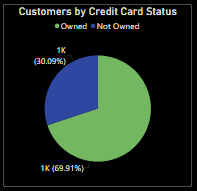 Customers by Credit Card Status
Owned Not Owned
1K
(30.09%)
1K (69.91%)